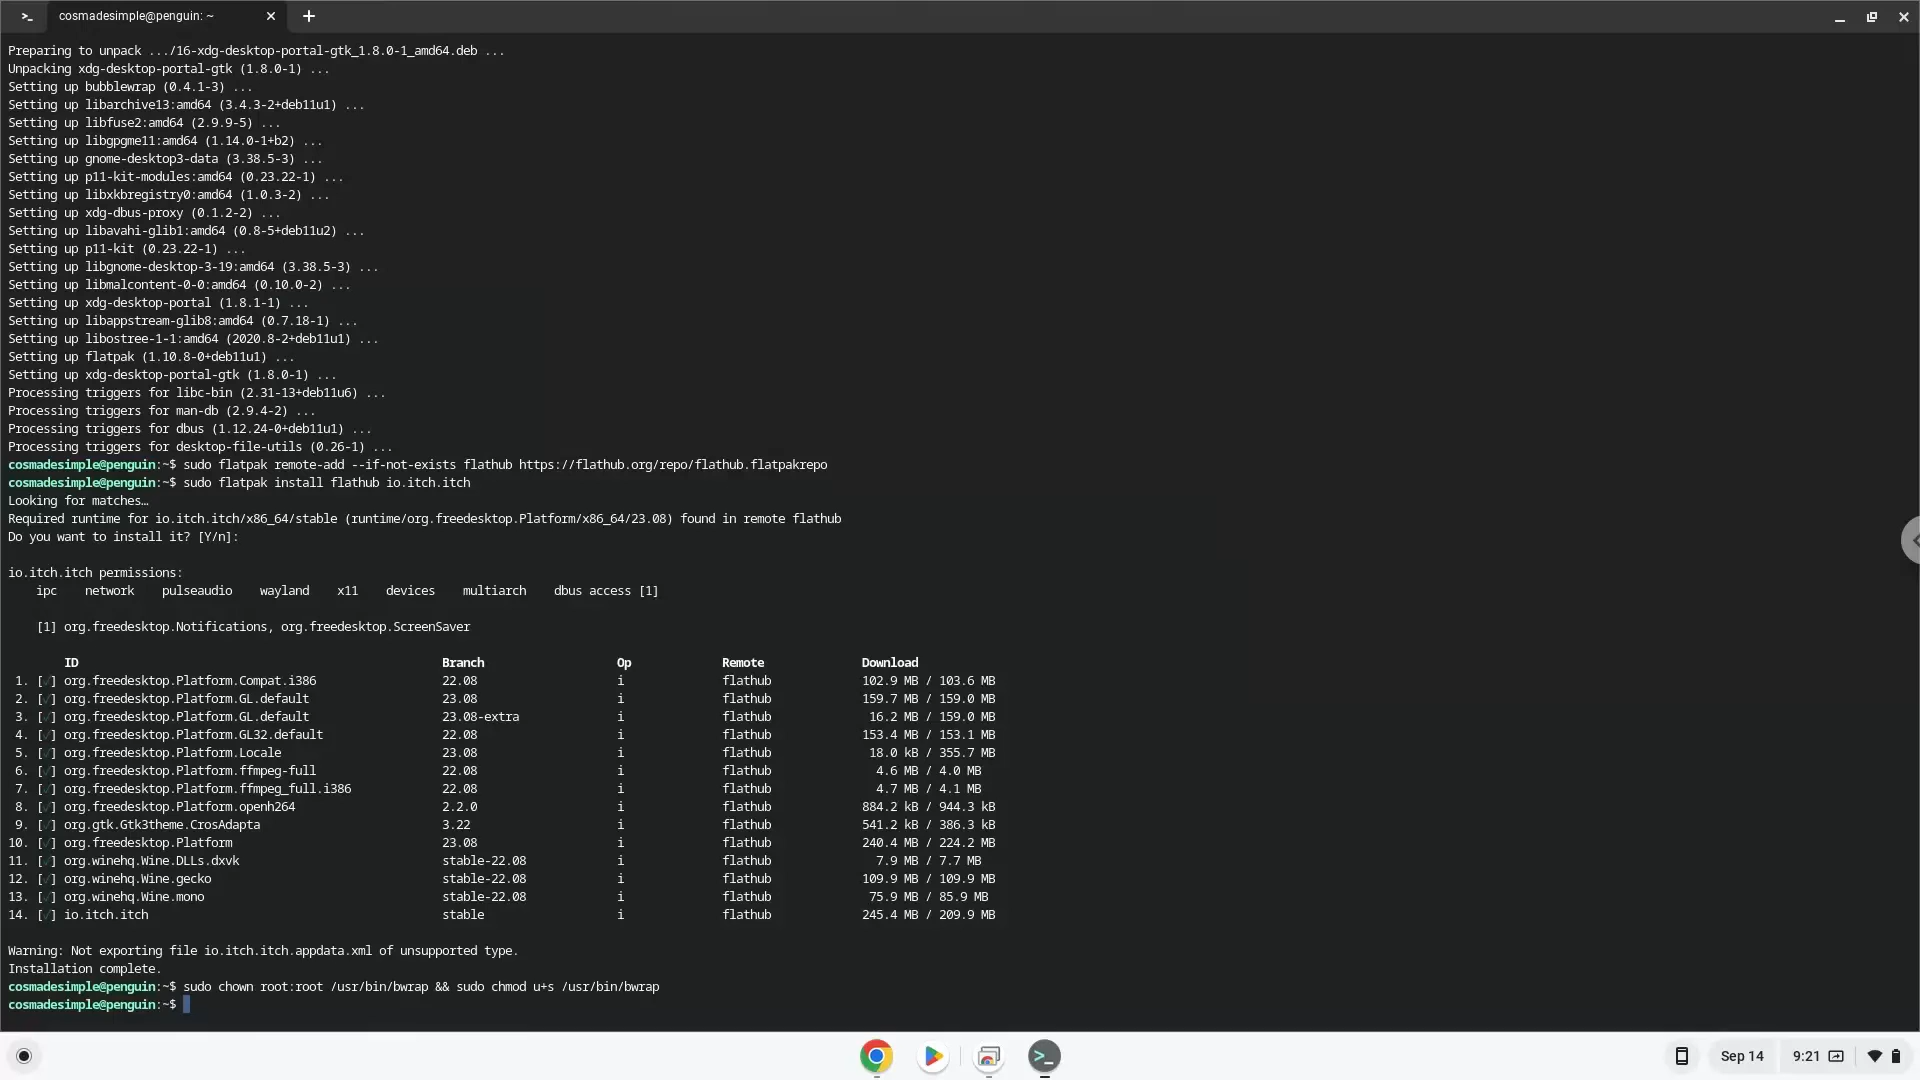 cosmadesimple@penguin: ~
Preparing to unpack .../16-xdg-desktop-portal-gtk_1.8.0-1_amd64.deb ...
Unpacking xdg-desktop-portal-gtk (1.8.0-1) ...
Setting up bubblewrap (0.4.1-3) ...
Setting up libarchive13:amd64 (3.4.3-2+deb11u1) ...
Setting up libfuse2:amd64 (2.9.9-5) ...
Setting up libgpgme11:amd64 (1.14.0-1+b2) ...
Setting up gnome-desktop3-data (3.38.5-3) ...
Setting up p11-kit-modules:amd64 (0.23.22-1) ...
Setting up libxkbregistry0:amd64 (1.0.3-2) ...
Setting up xdg-dbus-proxy (0.1.2-2) ...
Setting up libavahi-glib1:amd64 (0.8-5+deb11u2) ...
Setting up p11-kit (0.23.22-1) ...
Setting up libgnome-desktop-3-19:amd64 (3.38.5-3) ...
Setting up libmalcontent-0-0:amd64 (0.10.0-2) ...
Setting up xdg-desktop-portal (1.8.1-1) ...
Setting up libappstream-glib8:amd64 (0.7.18-1) ...
Setting up libostree-1-1:amd64 (2020.8-2+deb11u1) ...
Setting up flatpak (1.10.8-0+deb11u1) ...
Setting up xdg-desktop-portal-gtk (1.8.0-1) ...
Processing triggers for libc-bin (2.31-13+deb11u6) ...
Processing triggers for man-db (2.9.4-2) ...
Processing triggers for dbus (1.12.24-0+deb11u1) ...
Processing triggers for desktop-file-utils (0.26-1) ...
cosmadesimple@penguin:~$ sudo flatpak remote-add --if-not-exists flathub https://flathub.org/repo/flathub.flatpakrepo
cosmadesimple@penguin:~$ sudo flatpak install flathub io.itch.itch
Looking for matches…
Required runtime for io.itch.itch/x86_64/stable (runtime/org.freedesktop.Platform/x86_64/23.08) found in remote flathub
Do you want to install it? [Y/n]:
io.itch.itch permissions:
ipc network pulseaudio wayland x11 devices multiarch dbus access [1]
[1] org.freedesktop.Notifications, org.freedesktop.ScreenSaver
ID Branch Op Remote Download
1. [✓] org.freedesktop.Platform.Compat.i386 22.08 i flathub 102.9 MB / 103.6 MB
2. [✓] org.freedesktop.Platform.GL.default 23.08 i flathub 159.7 MB / 159.0 MB
3. [✓] org.freedesktop.Platform.GL.default 23.08-extra i flathub 16.2 MB / 159.0 MB
4. [✓] org.freedesktop.Platform.GL32.default 22.08 i flathub 153.4 MB / 153.1 MB
5. [✓] org.freedesktop.Platform.Locale 23.08 i flathub 18.0 kB / 355.7 MB
6. [✓] org.freedesktop.Platform.ffmpeg-full 22.08 i flathub 4.6 MB / 4.0 MB
7. [✓] org.freedesktop.Platform.ffmpeg_full.i386 22.08 i flathub 4.7 MB / 4.1 MB
8. [✓] org.freedesktop.Platform.openh264 2.2.0 i flathub 884.2 kB / 944.3 kB
9. [✓] org.gtk.Gtk3theme.CrosAdapta 3.22 i flathub 541.2 kB / 386.3 kB
10. [✓] org.freedesktop.Platform 23.08 i flathub 240.4 MB / 224.2 MB
11. [✓] org.winehq.Wine.DLLs.dxvk stable-22.08 i flathub 7.9 MB / 7.7 MB
12. [✓] org.winehq.Wine.gecko stable-22.08 i flathub 109.9 MB / 109.9 MB
13. [✓] org.winehq.Wine.mono stable-22.08 i flathub 75.9 MB / 85.9 MB
14. [✓] io.itch.itch stable i flathub 245.4 MB / 209.9 MB
Warning: Not exporting file io.itch.itch.appdata.xml of unsupported type.
Installation complete.
cosmadesimple@penguin:~$ sudo chown root:root /usr/bin/bwrap && sudo chmod u+s /usr/bin/bwrap
cosmadesimple@penguin:~$
Sep 14 9:21